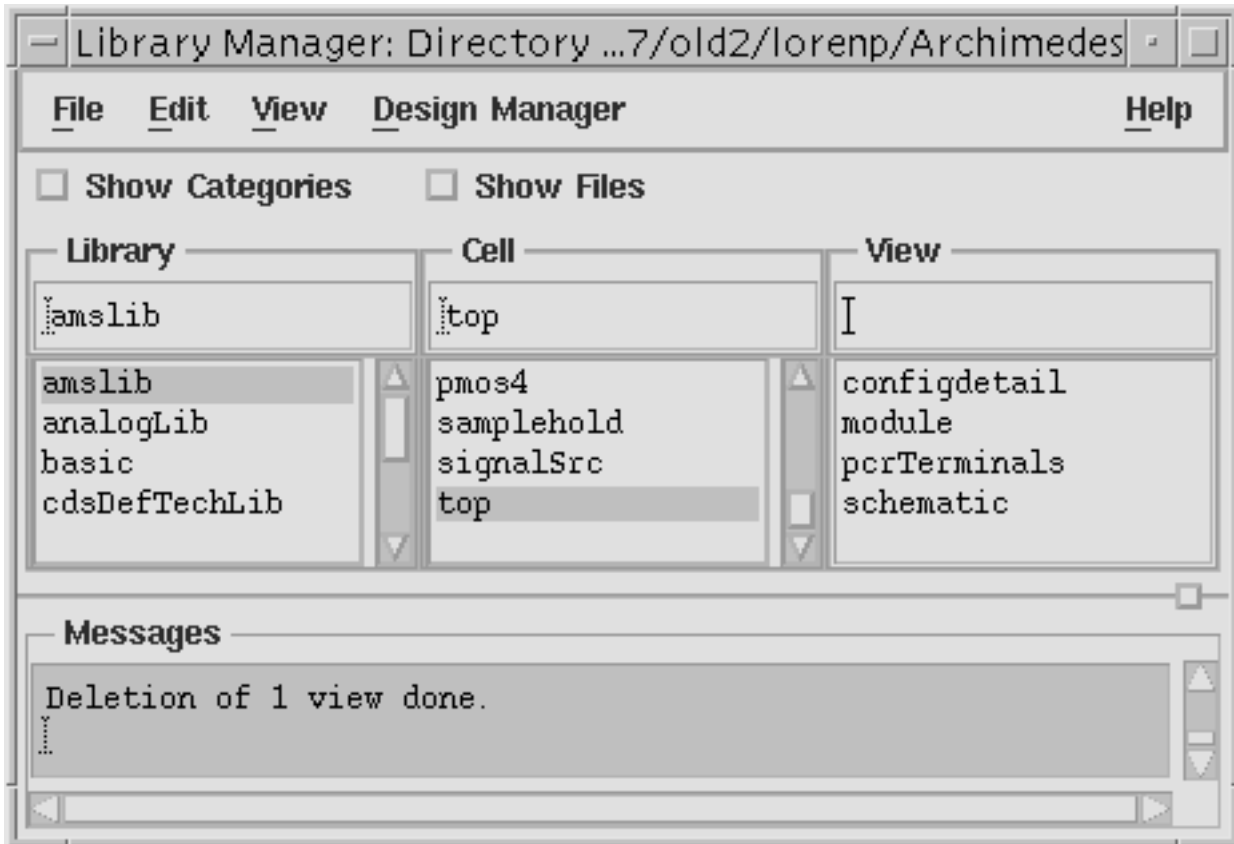 Library Manager: Directory ...7/old2/lorenp/Archimedes
File Edit View Design Manager Help
Show Categories Show Files
Library Cell View
amslib top
amslib pmos4 configdetail
analogLib samplehold module
basic signalSrc pcrTerminals
cdsDefTechLib top schematic
Messages
Deletion of 1 view done.